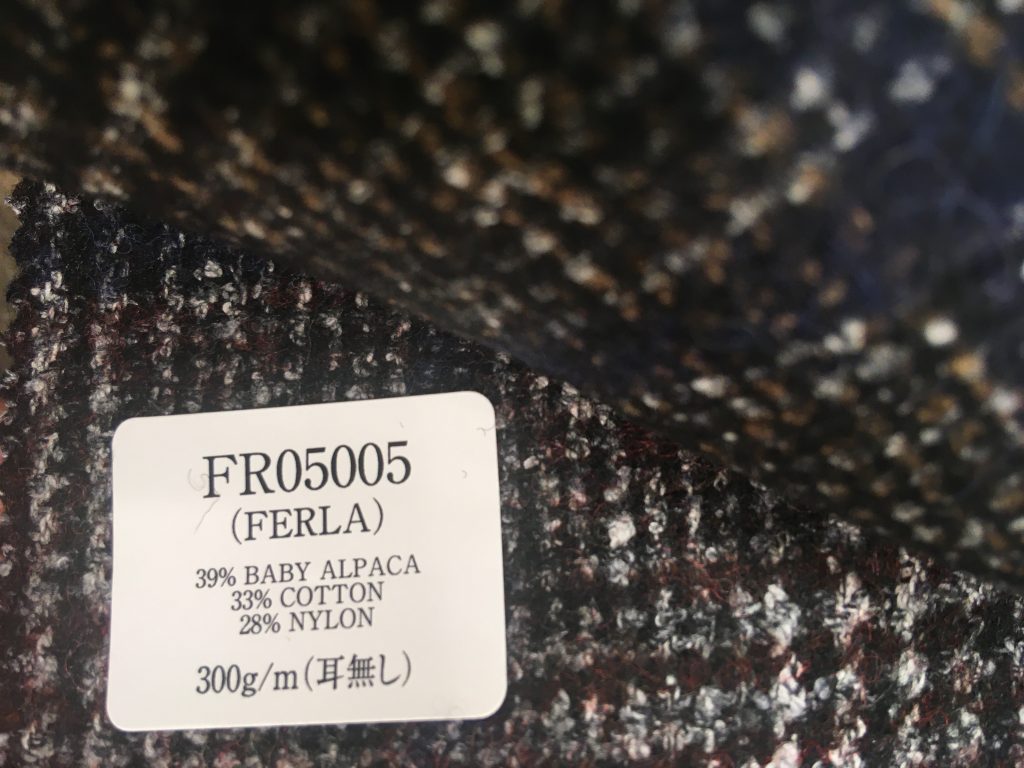 FR05005
(FERLA)
39% BABY ALPACA
33% COTTON
28% NYLON
300g/m(耳無し)